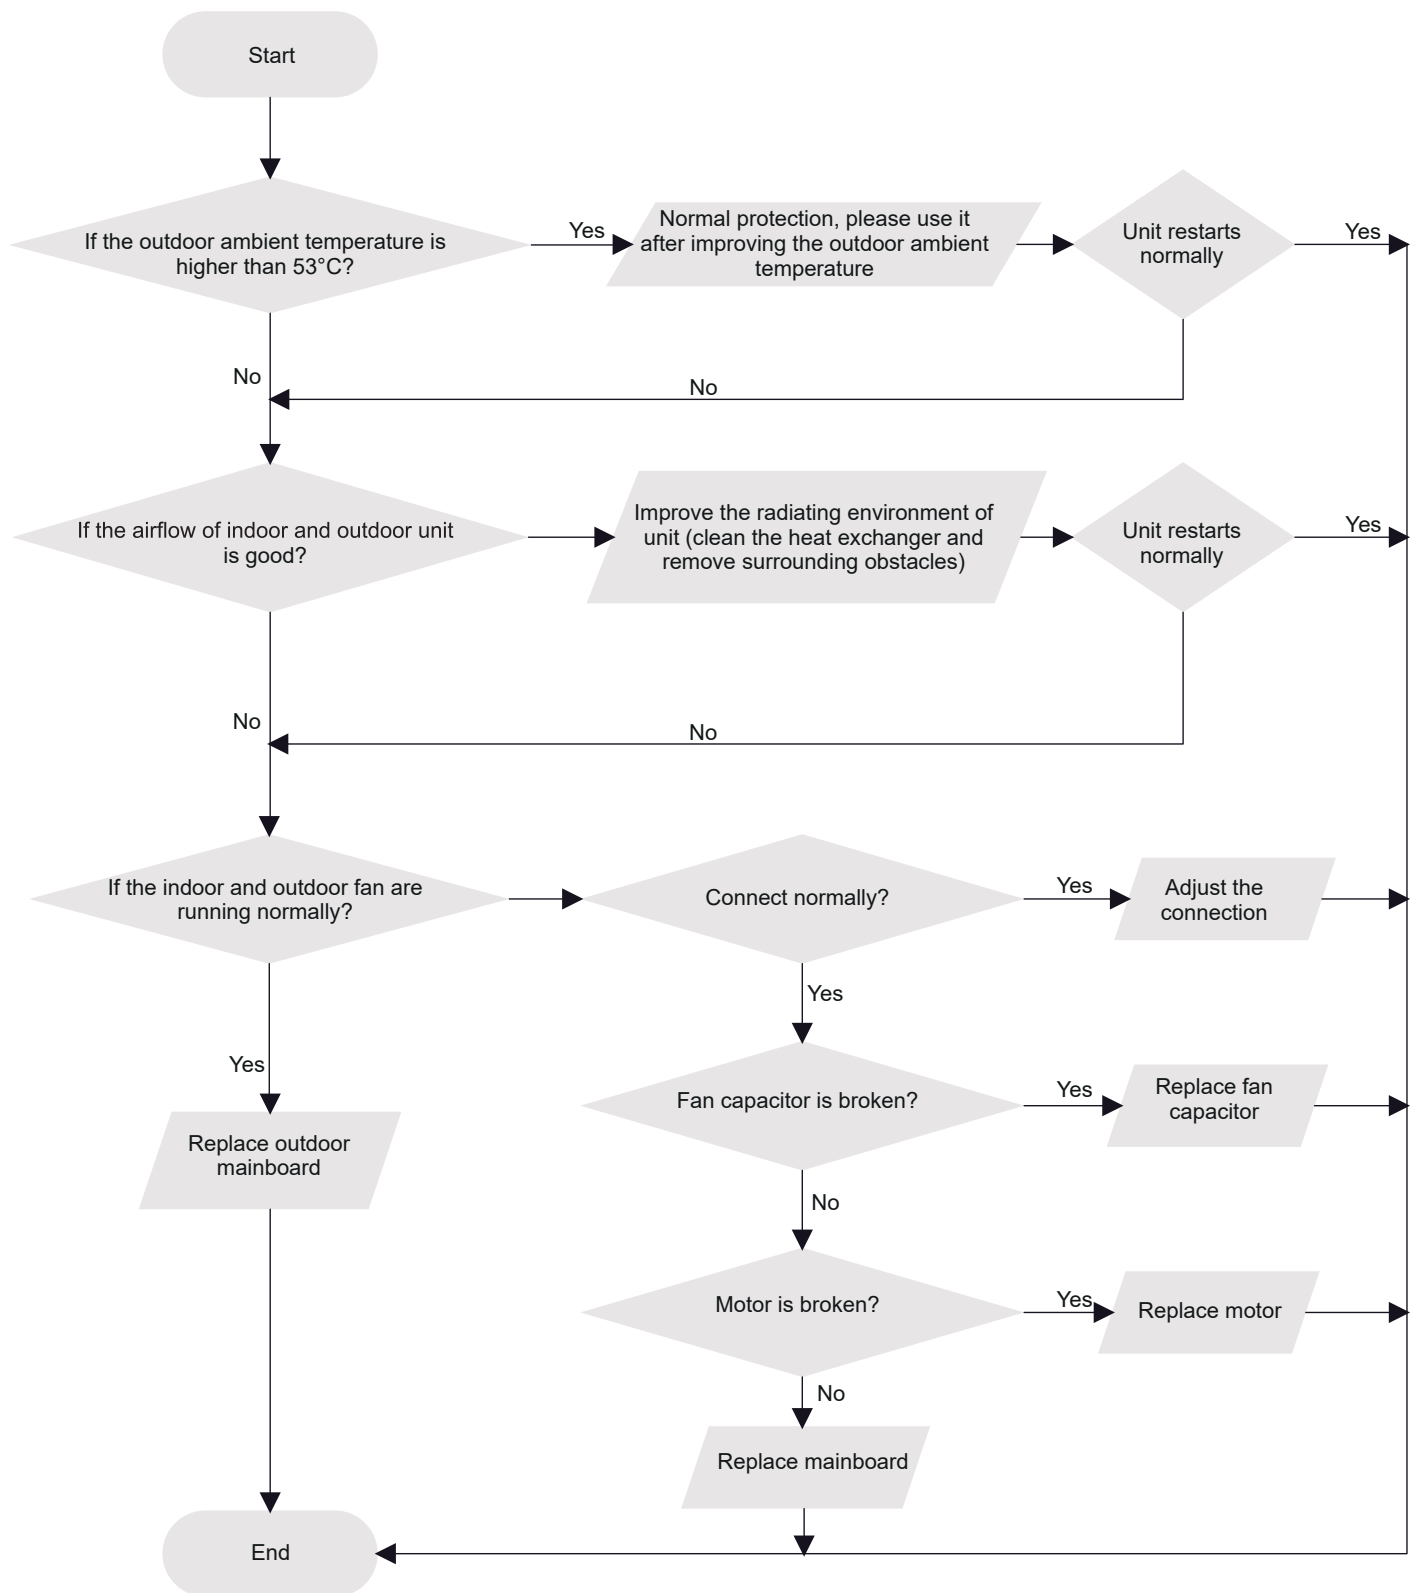 Start
If the outdoor ambient temperature is
higher than 53°C?
Yes
Normal protection, please use it
after improving the outdoor ambient
temperature
Unit restarts
normally
Yes
No
No
If the airflow of indoor and outdoor unit
is good?
Improve the radiating environment of
unit (clean the heat exchanger and
remove surrounding obstacles)
Unit restarts
normally
Yes
No
No
If the indoor and outdoor fan are
running normally?
Connect normally?
Yes
Adjust the
connection
Yes
Yes
Fan capacitor is broken?
Yes
Replace fan
capacitor
Replace outdoor
mainboard
No
Motor is broken?
Yes
Replace motor
No
Replace mainboard
End